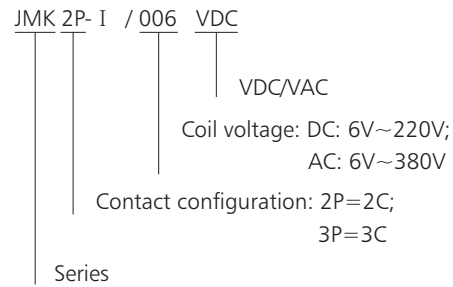 JMK 2P- I / 006 VDC
VDC/VAC
Coil voltage: DC: 6V~220V;
AC: 6V~380V
Contact configuration: 2P=2C;
3P=3C
Series